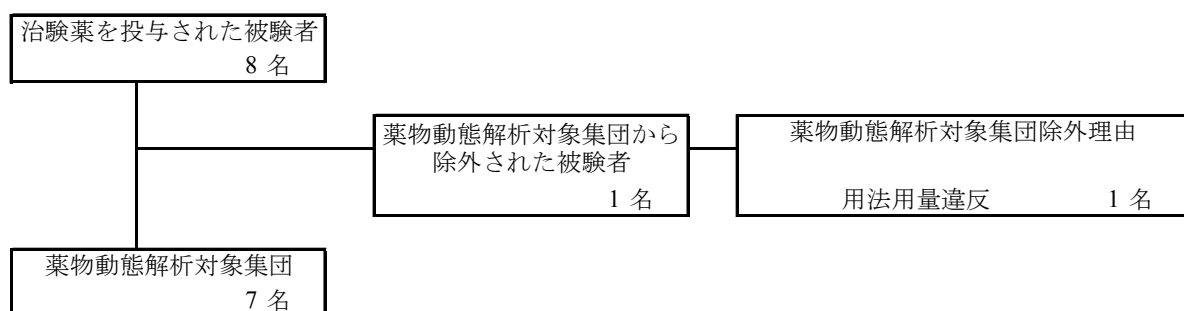 治験薬を投与された被験者
8 名
薬物動態解析対象集団から
除外された被験者
1 名
薬物動態解析対象集団除外理由
用法用量違反 1 名
薬物動態解析対象集団
7 名